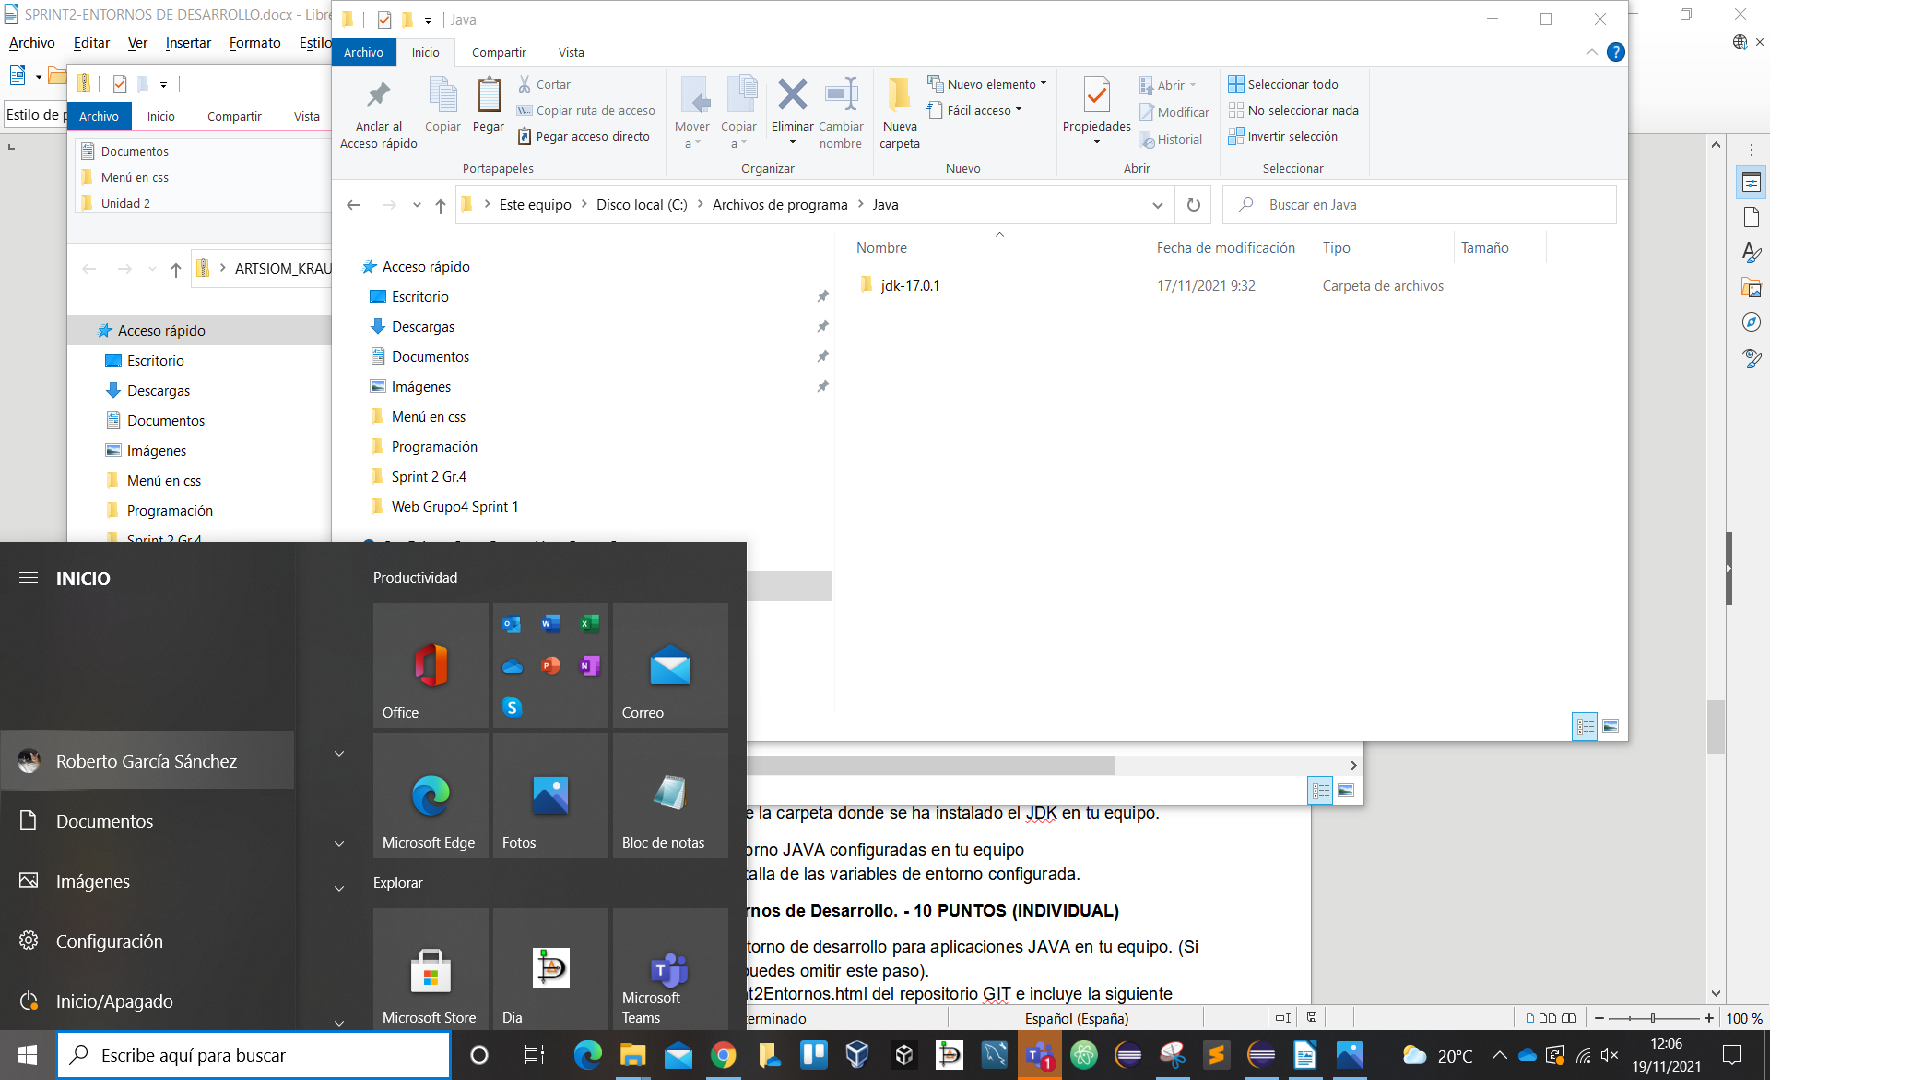 SPRINT2-ENTORNOS DE DESARROLLO.docx - Libre
Archivo Editar Ver Insertar Formato Estilo
Estilo de p
Archivo Inicio Compartir Vista
Documentos
Menú en css
Unidad 2
ARTSIOM_KRAU
Acceso rápido
Escritorio
Descargas
Documentos
Imágenes
Menú en css
Programación
Sprint 2 Gr.4
Java
Archivo Inicio Compartir Vista
Anclar al
Acceso rápido
Copiar
Pegar
Cortar
Copiar ruta de acceso
Pegar acceso directo
Portapapeles
Mover
a
Copiar
a
Eliminar
Cambiar
nombre
Organizar
Nueva
carpeta
Nuevo elemento
Fácil acceso
Nuevo
Propiedades
Abrir
Modificar
Historial
Abrir
Seleccionar todo
No seleccionar nada
Invertir selección
Seleccionar
Este equipo > Disco local (C:) > Archivos de programa > Java
Buscar en Java
Nombre Fecha de modificación Tipo Tamaño
jdk-17.0.1 17/11/2021 9:32 Carpeta de archivos
Acceso rápido
Escritorio
Descargas
Documentos
Imágenes
Menú en css
Programación
Sprint 2 Gr.4
Web Grupo4 Sprint 1
INICIO
Roberto García Sánchez
Documentos
Imágenes
Configuración
Inicio/Apagado
Productividad
Office
Correo
Microsoft Edge
Fotos
Bloc de notas
Explorar
Microsoft Store
Dia
Microsoft
Teams
e la carpeta donde se ha instalado el JDK en tu equipo.
orno JAVA configuradas en tu equipo
talla de las variables de entorno configurada.
rnos de Desarrollo. - 10 PUNTOS (INDIVIDUAL)
torno de desarrollo para aplicaciones JAVA en tu equipo. (Si
puedes omitir este paso).
nt2Entornos.html del repositorio GIT e incluye la siguiente
terminado Español (España) 100 %
Escribe aquí para buscar
1
20°C
12:06
19/11/2021